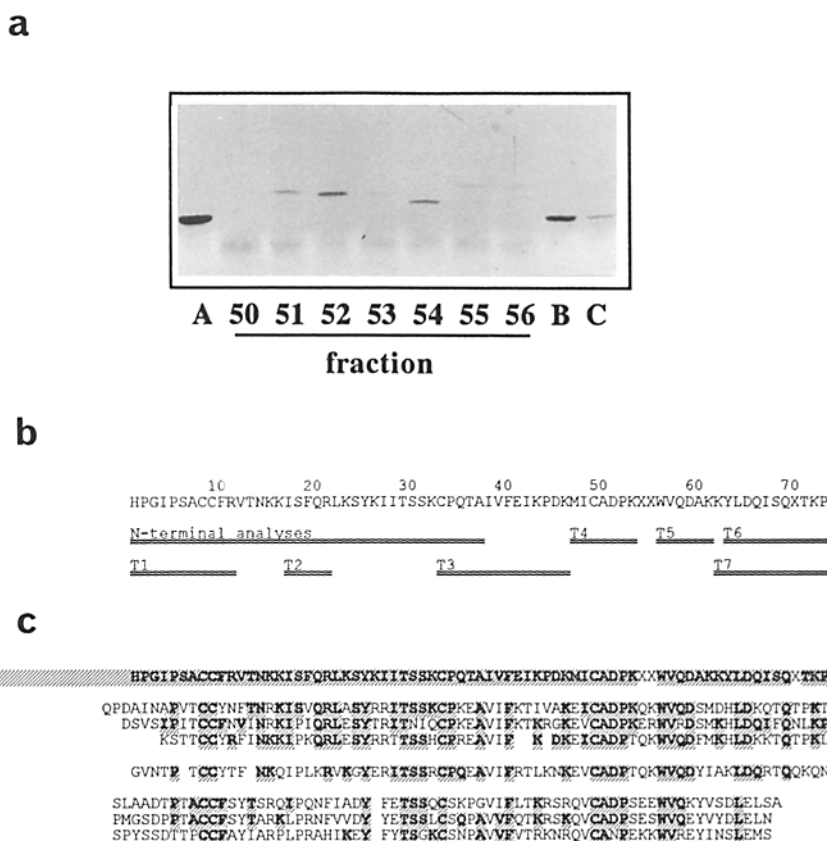 a
A 50 51 52 53 54 55 56 B C
fraction
b
10 20 30 40 50 60 70
HPGIPSACCFRVTNKKISFQRLKSYKIITSSKCPQTAIVFEIKPDKMICADPKXXWVQDAKKYLDQISQXTKP
N-terminal analyses T4 T5 T6
T1 T2 T3 T7
c
HPGIPSACCFRVTNKKISFQRLKSYKIITSSKCPQTAIVFEIKPDKMICADPKXXWVQDAKKYLDQISQXTKP
QPDAINAPVTCCYNFTNRKISVQRLASYRRITSSKCPKEAVIFKTIVAKEICADPKQKWVQDSMDHLDKQTQTPKT
DSVSIPITCCFNVINRKIPIQRLESYTRITNIQCPKEAVIFKTKRGKEVCADPKERWVRDSMKHLDQIFQNLKP
KSTTCCYRFINKKIPKQRLESYRRTTSSHCPREAVIF K DKEICADPTQKWVQDFMKHLDKKTQTPKL
GVNTP TCCYTF NKQIPLKRVKGYERITSSRCPQEAVIFRTLKNKEVCADPTQKWVQDYIAKLDQRTQQKQN
SLAADTPTACCFSYTSRQIPQNFIADY FETSSQCSKPGVIFLTKRSRQVCADPSEEWVQKYVSDLELSA
PMGSDPPTACCFSYTARKLPRNFVVDY YETSSLCSQPAVVFQTKRSKQVCADPSESWVQEYVYDLELN
SPYSSDTTPCCFAYIARPLPRAHIKEY FYTSGKCSNPAVVFVTRKNRQVCANPEKKWVREYINSLEMS